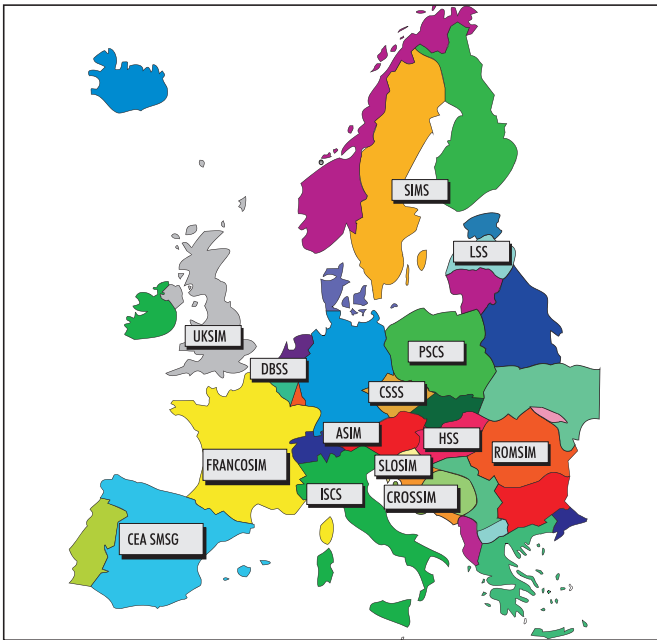 SIMS
LSS
UKSIM
PSCS
DBSS
CSSS
ASIM
HSS
ROMSIM
FRANCOSIM
SLOSIM
ISCS
CROSSIM
CEA SMSG